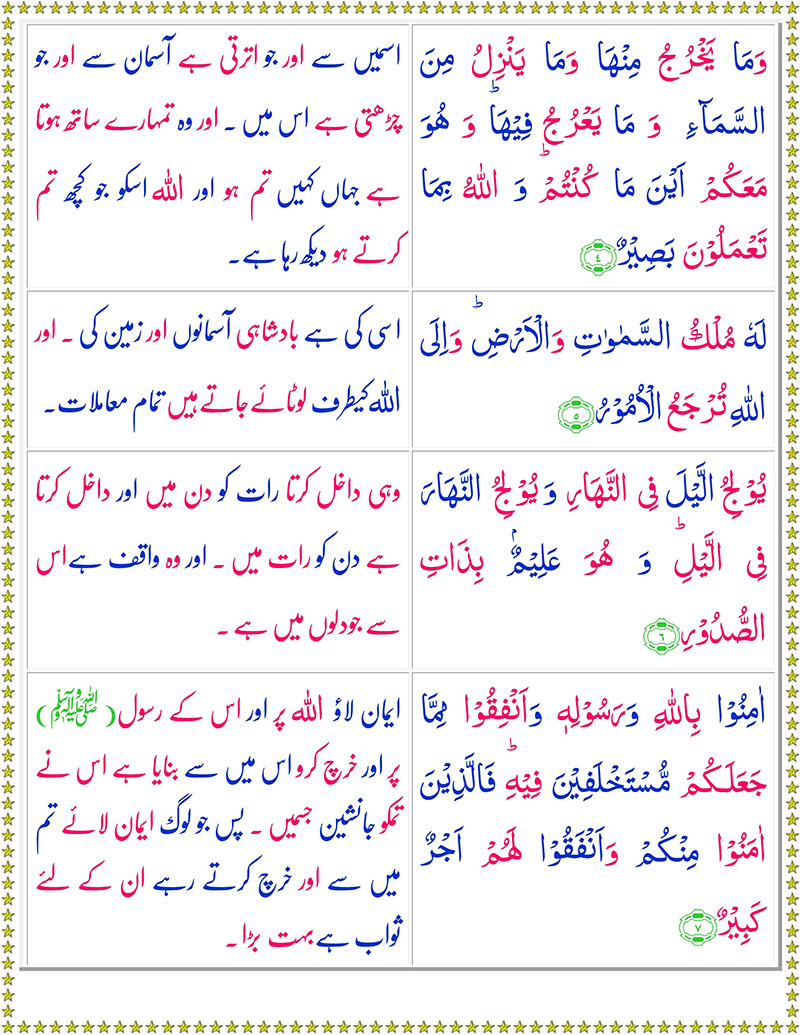 وَمَا يَخْرُجُ مِنْهَا وَمَا يَنْزِلُ مِنَ
السَّمَآءِ وَ مَا يَعْرُجُ فِيْهَا ؕ وَ هُوَ
مَعَكُمْ اَيْنَ مَا كُنْتُمْ ؕ وَ اللّٰهُ بِمَا
تَعْمَلُوْنَ بَصِيْرٌ ٤
اسمیں سے اور جو اترتی ہے آسمان سے اور جو
چڑھتی ہے اس میں ۔ اور وہ تمہارے ساتھ ہوتا
ہے جہاں کہیں تم ہو اور اللہ اسکو جو کچھ تم
کرتے ہو دیکھ رہا ہے۔
لَهٗ مُلْكُ السَّمٰوٰتِ وَالْاَرْضِ ؕ وَاِلَى
اللّٰهِ تُرْجَعُ الْاُمُوْرُ ٥
اسی کی ہے بادشاہی آسمانوں اور زمین کی ۔ اور
اللہ کیطرف لوٹائے جاتے ہیں تمام معاملات۔
يُوْلِجُ الَّيْلَ فِى النَّهَارِ وَ يُوْلِجُ النَّهَارَ
فِى الَّيْلِ ؕ وَ هُوَ عَلِيْمٌۢ بِذَاتِ
الصُّدُوْرِ ٦
وہی داخل کرتا رات کو دن میں اور داخل کرتا
ہے دن کو رات میں ۔ اور وہ واقف ہے اس
سے جودلوں میں ہے ۔
اٰمِنُوْا بِاللّٰهِ وَرَسُوْلِهٖ وَاَنْفِقُوْا مِمَّا
جَعَلَكُمْ مُّسْتَخْلَفِيْنَ فِيْهِ ؕ فَالَّذِيْنَ
اٰمَنُوْا مِنْكُمْ وَاَنْفَقُوْا لَهُمْ اَجْرٌ
كَبِيْرٌ ٧
ایمان لاؤ اللہ پر اور اس کے رسول ( ﷺ )
پر اور خرچ کرو اس میں سے بنایا ہے اس نے
تمکو جانشین جسمیں ۔ پس جو لوگ ایمان لائے تم
میں سے اور خرچ کرتے رہے ان کے لئے
ثواب ہے بہت بڑا ۔